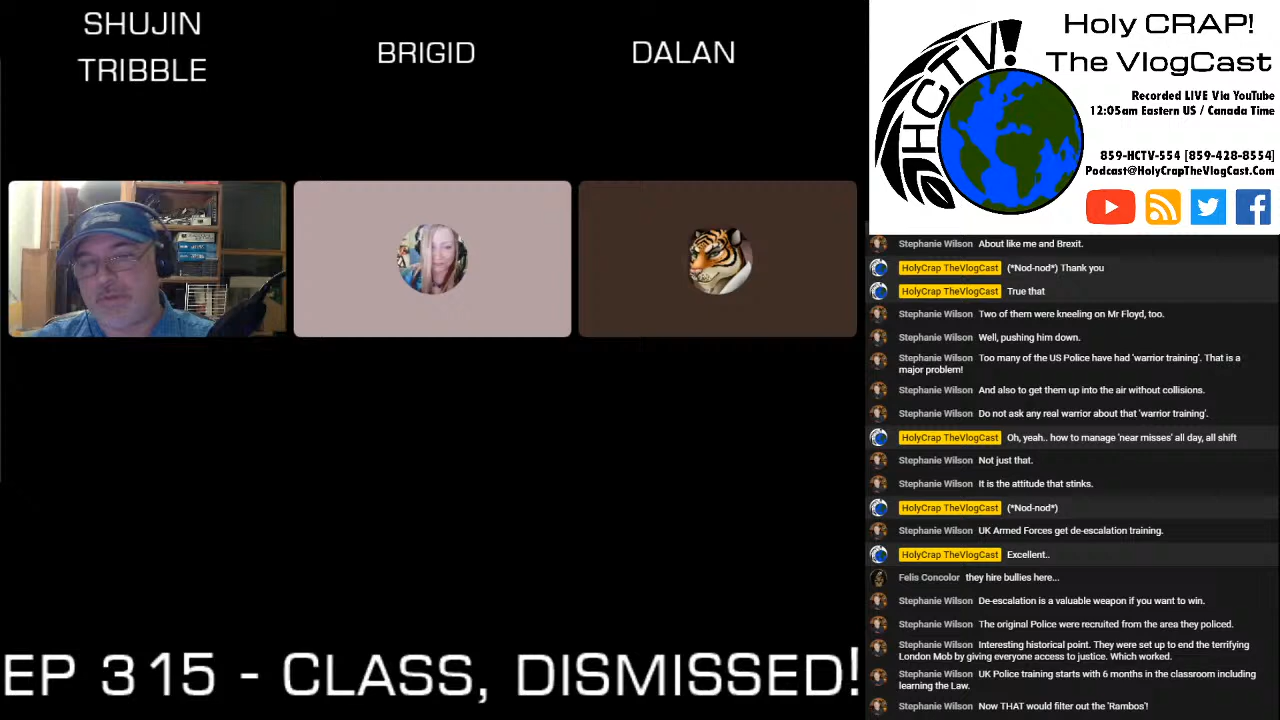 SHUJIN
TRIBBLE
BRIGID
DALAN
HCTV!
Holy CRAP!
The VlogCast
Recorded LIVE Via YouTube
12:05am Eastern US / Canada Time
859-HCTV-554 [859-428-8554]
Podcast@HolyCrapTheVlogCast.Com
Stephanie Wilson About like me and Brexit.
HolyCrap TheVlogCast (*Nod-nod*) Thank you
HolyCrap TheVlogCast True that
Stephanie Wilson Two of them were kneeling on Mr Floyd, too.
Stephanie Wilson Well, pushing him down.
Stephanie Wilson Too many of the US Police have had 'warrior training'. That is a
major problem!
Stephanie Wilson And also to get them up into the air without collisions.
Stephanie Wilson Do not ask any real warrior about that 'warrior training'.
HolyCrap TheVlogCast Oh, yeah.. how to manage 'near misses' all day, all shift
Stephanie Wilson Not just that.
Stephanie Wilson It is the attitude that stinks.
HolyCrap TheVlogCast (*Nod-nod*)
Stephanie Wilson UK Armed Forces get de-escalation training.
HolyCrap TheVlogCast Excellent..
Felis Concolor they hire bullies here...
Stephanie Wilson De-escalation is a valuable weapon if you want to win.
Stephanie Wilson The original Police were recruited from the area they policed.
Stephanie Wilson Interesting historical point. They were set up to end the terrifying
London Mob by giving everyone access to justice. Which worked.
Stephanie Wilson UK Police training starts with 6 months in the classroom including
learning the Law.
Stephanie Wilson Now THAT would filter out the 'Rambos'!
EP 315 - CLASS, DISMISSED!